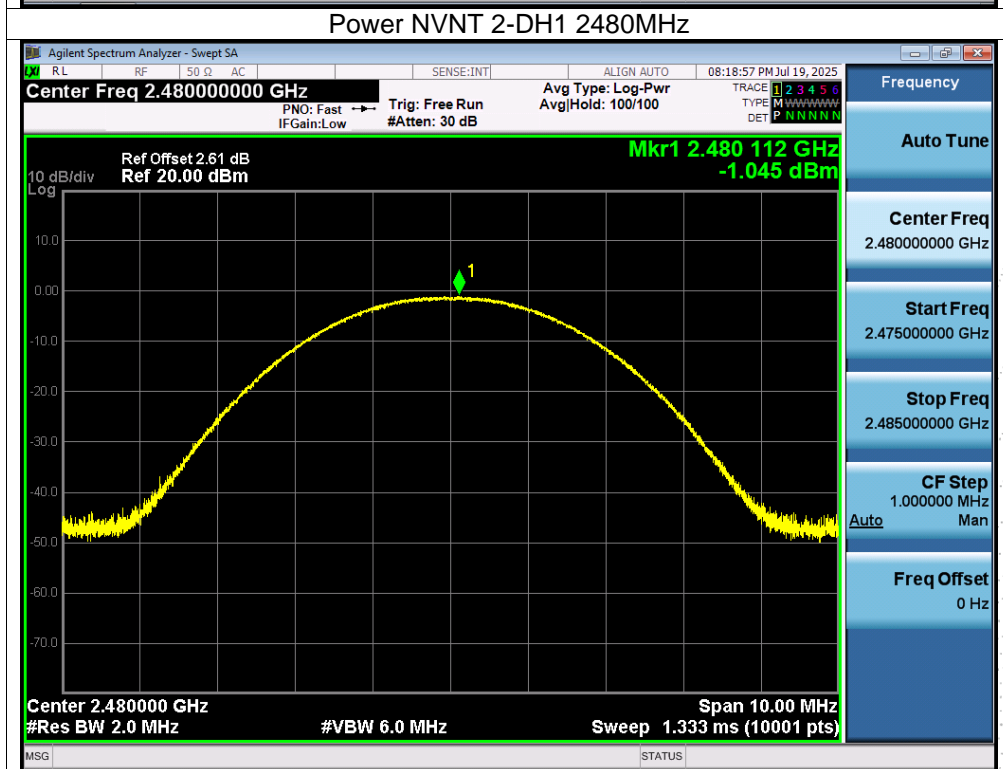 Power NVNT 2-DH1 2480MHz
Agilent Spectrum Analyzer - Swept SA
LXI RL RF 50 Ω AC SENSE:INT ALIGN AUTO 08:18:57 PM Jul 19, 2025
Center Freq 2.480000000 GHz
PNO: Fast
IFGain:Low
Trig: Free Run
#Atten: 30 dB
Avg Type: Log-Pwr
Avg|Hold: 100/100
TRACE 1 2 3 4 5 6
TYPE M WWWWW
DET P N N N N N
Frequency
Auto Tune
Center Freq
2.480000000 GHz
Start Freq
2.475000000 GHz
Stop Freq
2.485000000 GHz
CF Step
1.000000 MHz
Auto Man
Freq Offset
0 Hz
Mkr1 2.480 112 GHz
-1.045 dBm
Ref Offset 2.61 dB
10 dB/div Ref 20.00 dBm
Log
1
10.0
0.00
-10.0
-20.0
-30.0
-40.0
-50.0
-60.0
-70.0
Center 2.480000 GHz Span 10.00 MHz
#Res BW 2.0 MHz #VBW 6.0 MHz Sweep 1.333 ms (10001 pts)
MSG STATUS